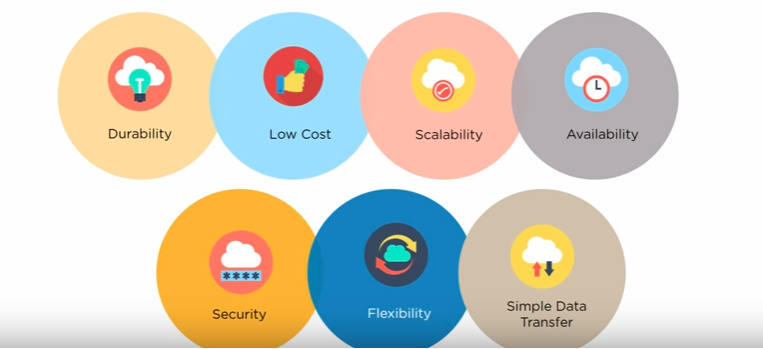 Durability
Low Cost
Scalability
Availability
****
Security
Flexibility
Simple Data
Transfer